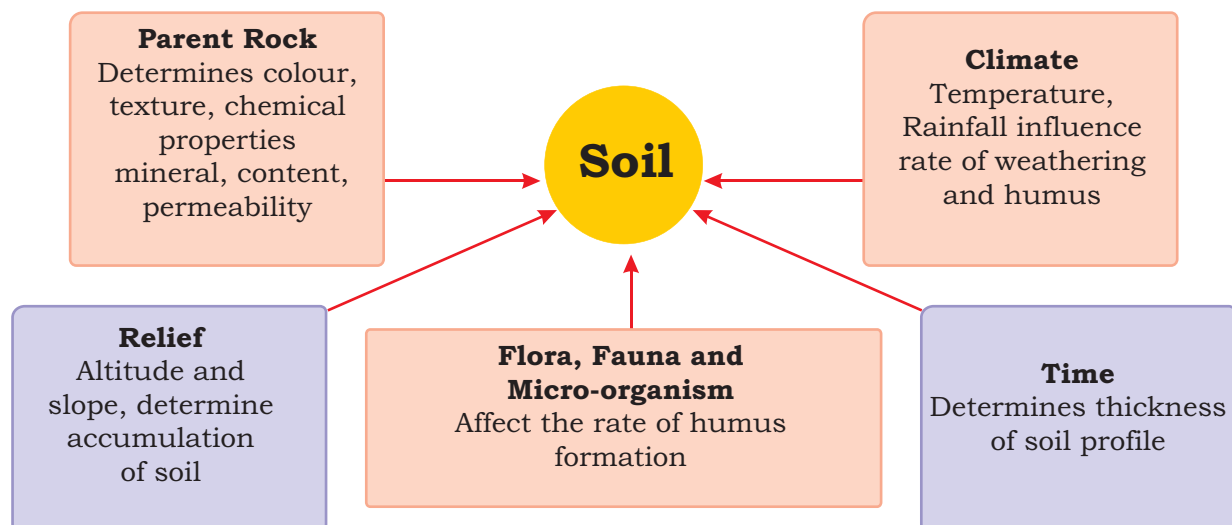 Parent Rock
Determines colour,
texture, chemical
properties
mineral, content,
permeability
Soil
Climate
Temperature,
Rainfall influence
rate of weathering
and humus
Relief
Altitude and
slope, determine
accumulation
of soil
Flora, Fauna and
Micro-organism
Affect the rate of humus
formation
Time
Determines thickness
of soil profile